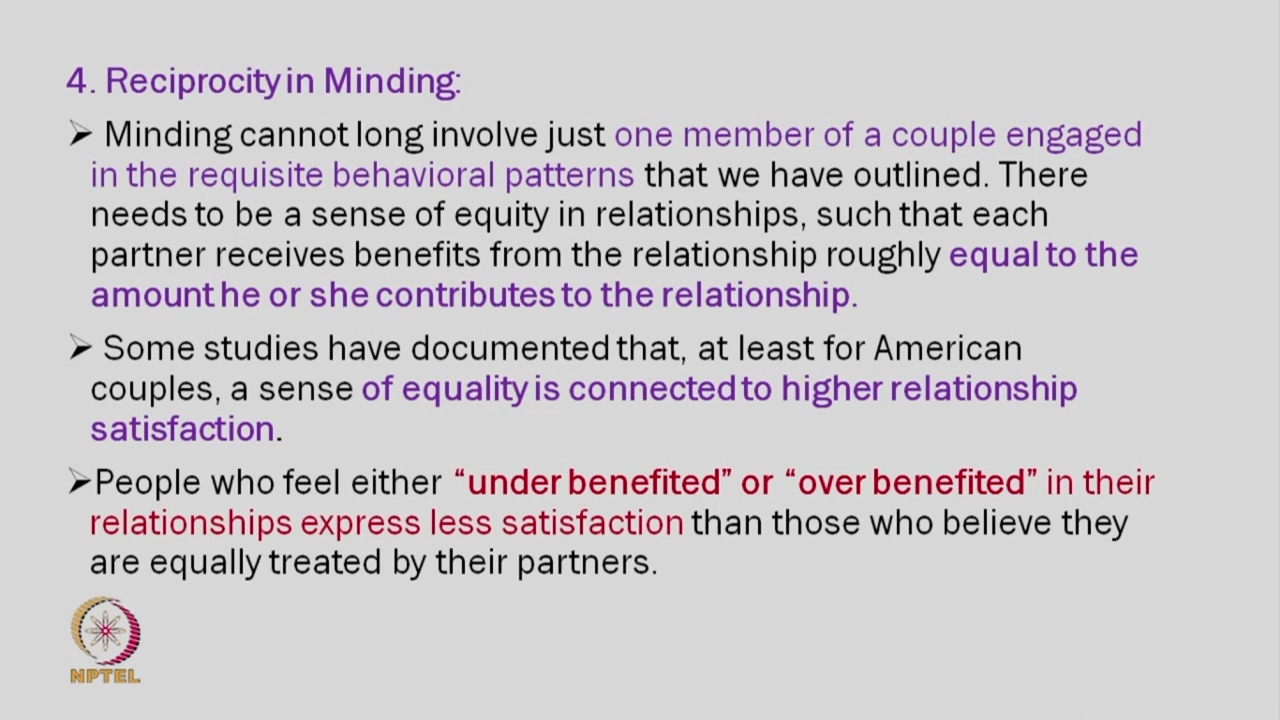 4. Reciprocity in Minding:
➢ Minding cannot long involve just one member of a couple engaged
in the requisite behavioral patterns that we have outlined. There
needs to be a sense of equity in relationships, such that each
partner receives benefits from the relationship roughly equal to the
amount he or she contributes to the relationship.
➢ Some studies have documented that, at least for American
couples, a sense of equality is connected to higher relationship
satisfaction.
➢People who feel either “under benefited” or “over benefited” in their
relationships express less satisfaction than those who believe they
are equally treated by their partners.
NPTEL